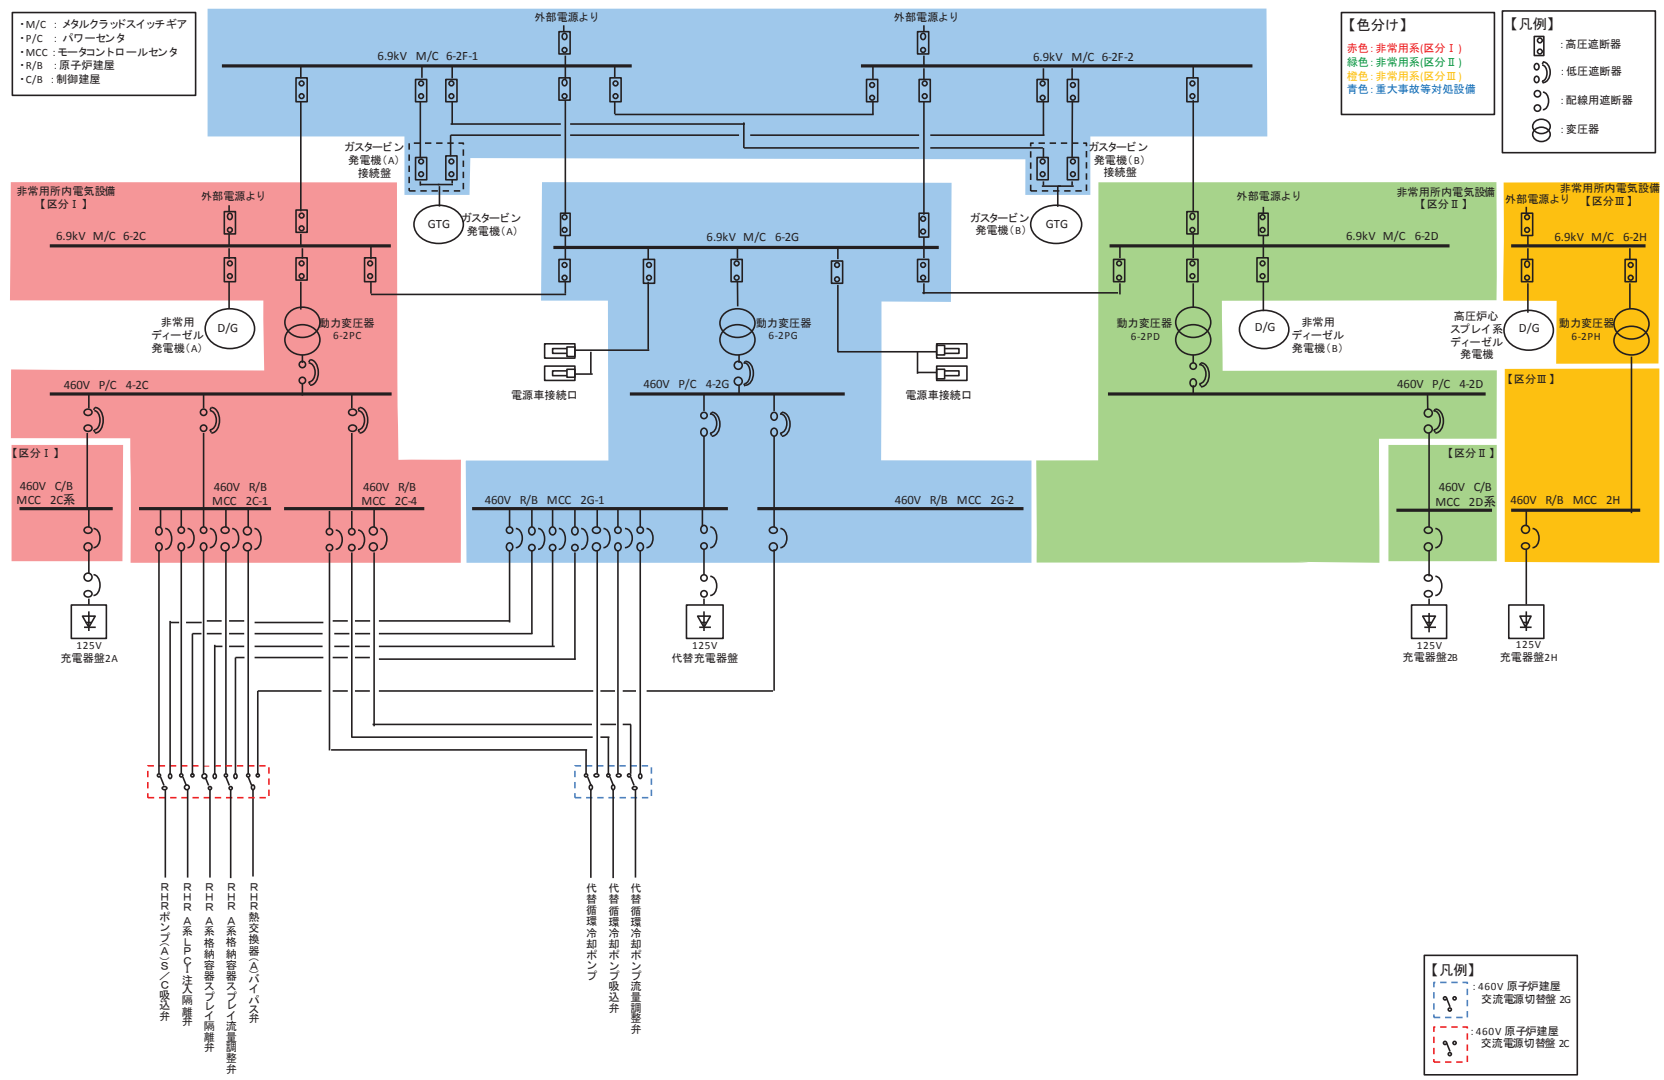 ・M/C ： メタルクラッドスイッチギア
・P/C ： パワーセンタ
・MCC ：モータコントロールセンタ
・R/B ：原子炉建屋
・C/B ：制御建屋
外部電源より
外部電源より
6.9kV M/C 6-2F-1
6.9kV M/C 6-2F-2
【色分け】
赤色：非常用系(区分Ⅰ)
緑色：非常用系(区分Ⅱ)
橙色：非常用系(区分Ⅲ)
青色：重大事故等対処設備
【凡例】
：高圧遮断器
：低圧遮断器
：配線用遮断器
：変圧器
ガスタービン
発電機(A)
接続盤
ガスタービン
発電機(B)
接続盤
GTG
ガスタービン
発電機(A)
ガスタービン
発電機(B)
GTG
非常用所内電気設備
【区分Ⅰ】
外部電源より
6.9kV M/C 6-2C
6.9kV M/C 6-2G
外部電源より
非常用所内電気設備
【区分Ⅱ】
6.9kV M/C 6-2D
非常用所内電気設備
【区分Ⅲ】
外部電源より
6.9kV M/C 6-2H
非常用
ディーゼル
発電機(A)
D/G
動力変圧器
6-2PC
動力変圧器
6-2PG
動力変圧器
6-2PD
D/G
非常用
ディーゼル
発電機(B)
高圧炉心
スプレイ系
ディーゼル
発電機
D/G
動力変圧器
6-2PH
電源車接続口
電源車接続口
460V P/C 4-2C
460V P/C 4-2G
460V P/C 4-2D
【区分Ⅲ】
【区分Ⅰ】
460V C/B
MCC 2C系
460V R/B
MCC 2C-1
460V R/B
MCC 2C-4
460V R/B MCC 2G-1
460V R/B MCC 2G-2
【区分Ⅱ】
460V C/B
MCC 2D系
460V R/B MCC 2H
125V
充電器盤2A
125V
代替充電器盤
125V
充電器盤2B
125V
充電器盤2H
RHRポンプ(A)S／C吸込弁
RHR A系LPCI注入隔離弁
RHR A系格納容器スプレイ隔離弁
RHR A系格納容器スプレイ流量調整弁
RHR熱交換器(A)バイパス弁
代替循環冷却ポンプ
代替循環冷却ポンプ吸込弁
代替循環冷却ポンプ流量調整弁
【凡例】
：460V 原子炉建屋
交流電源切替盤 2G
：460V 原子炉建屋
交流電源切替盤 2C